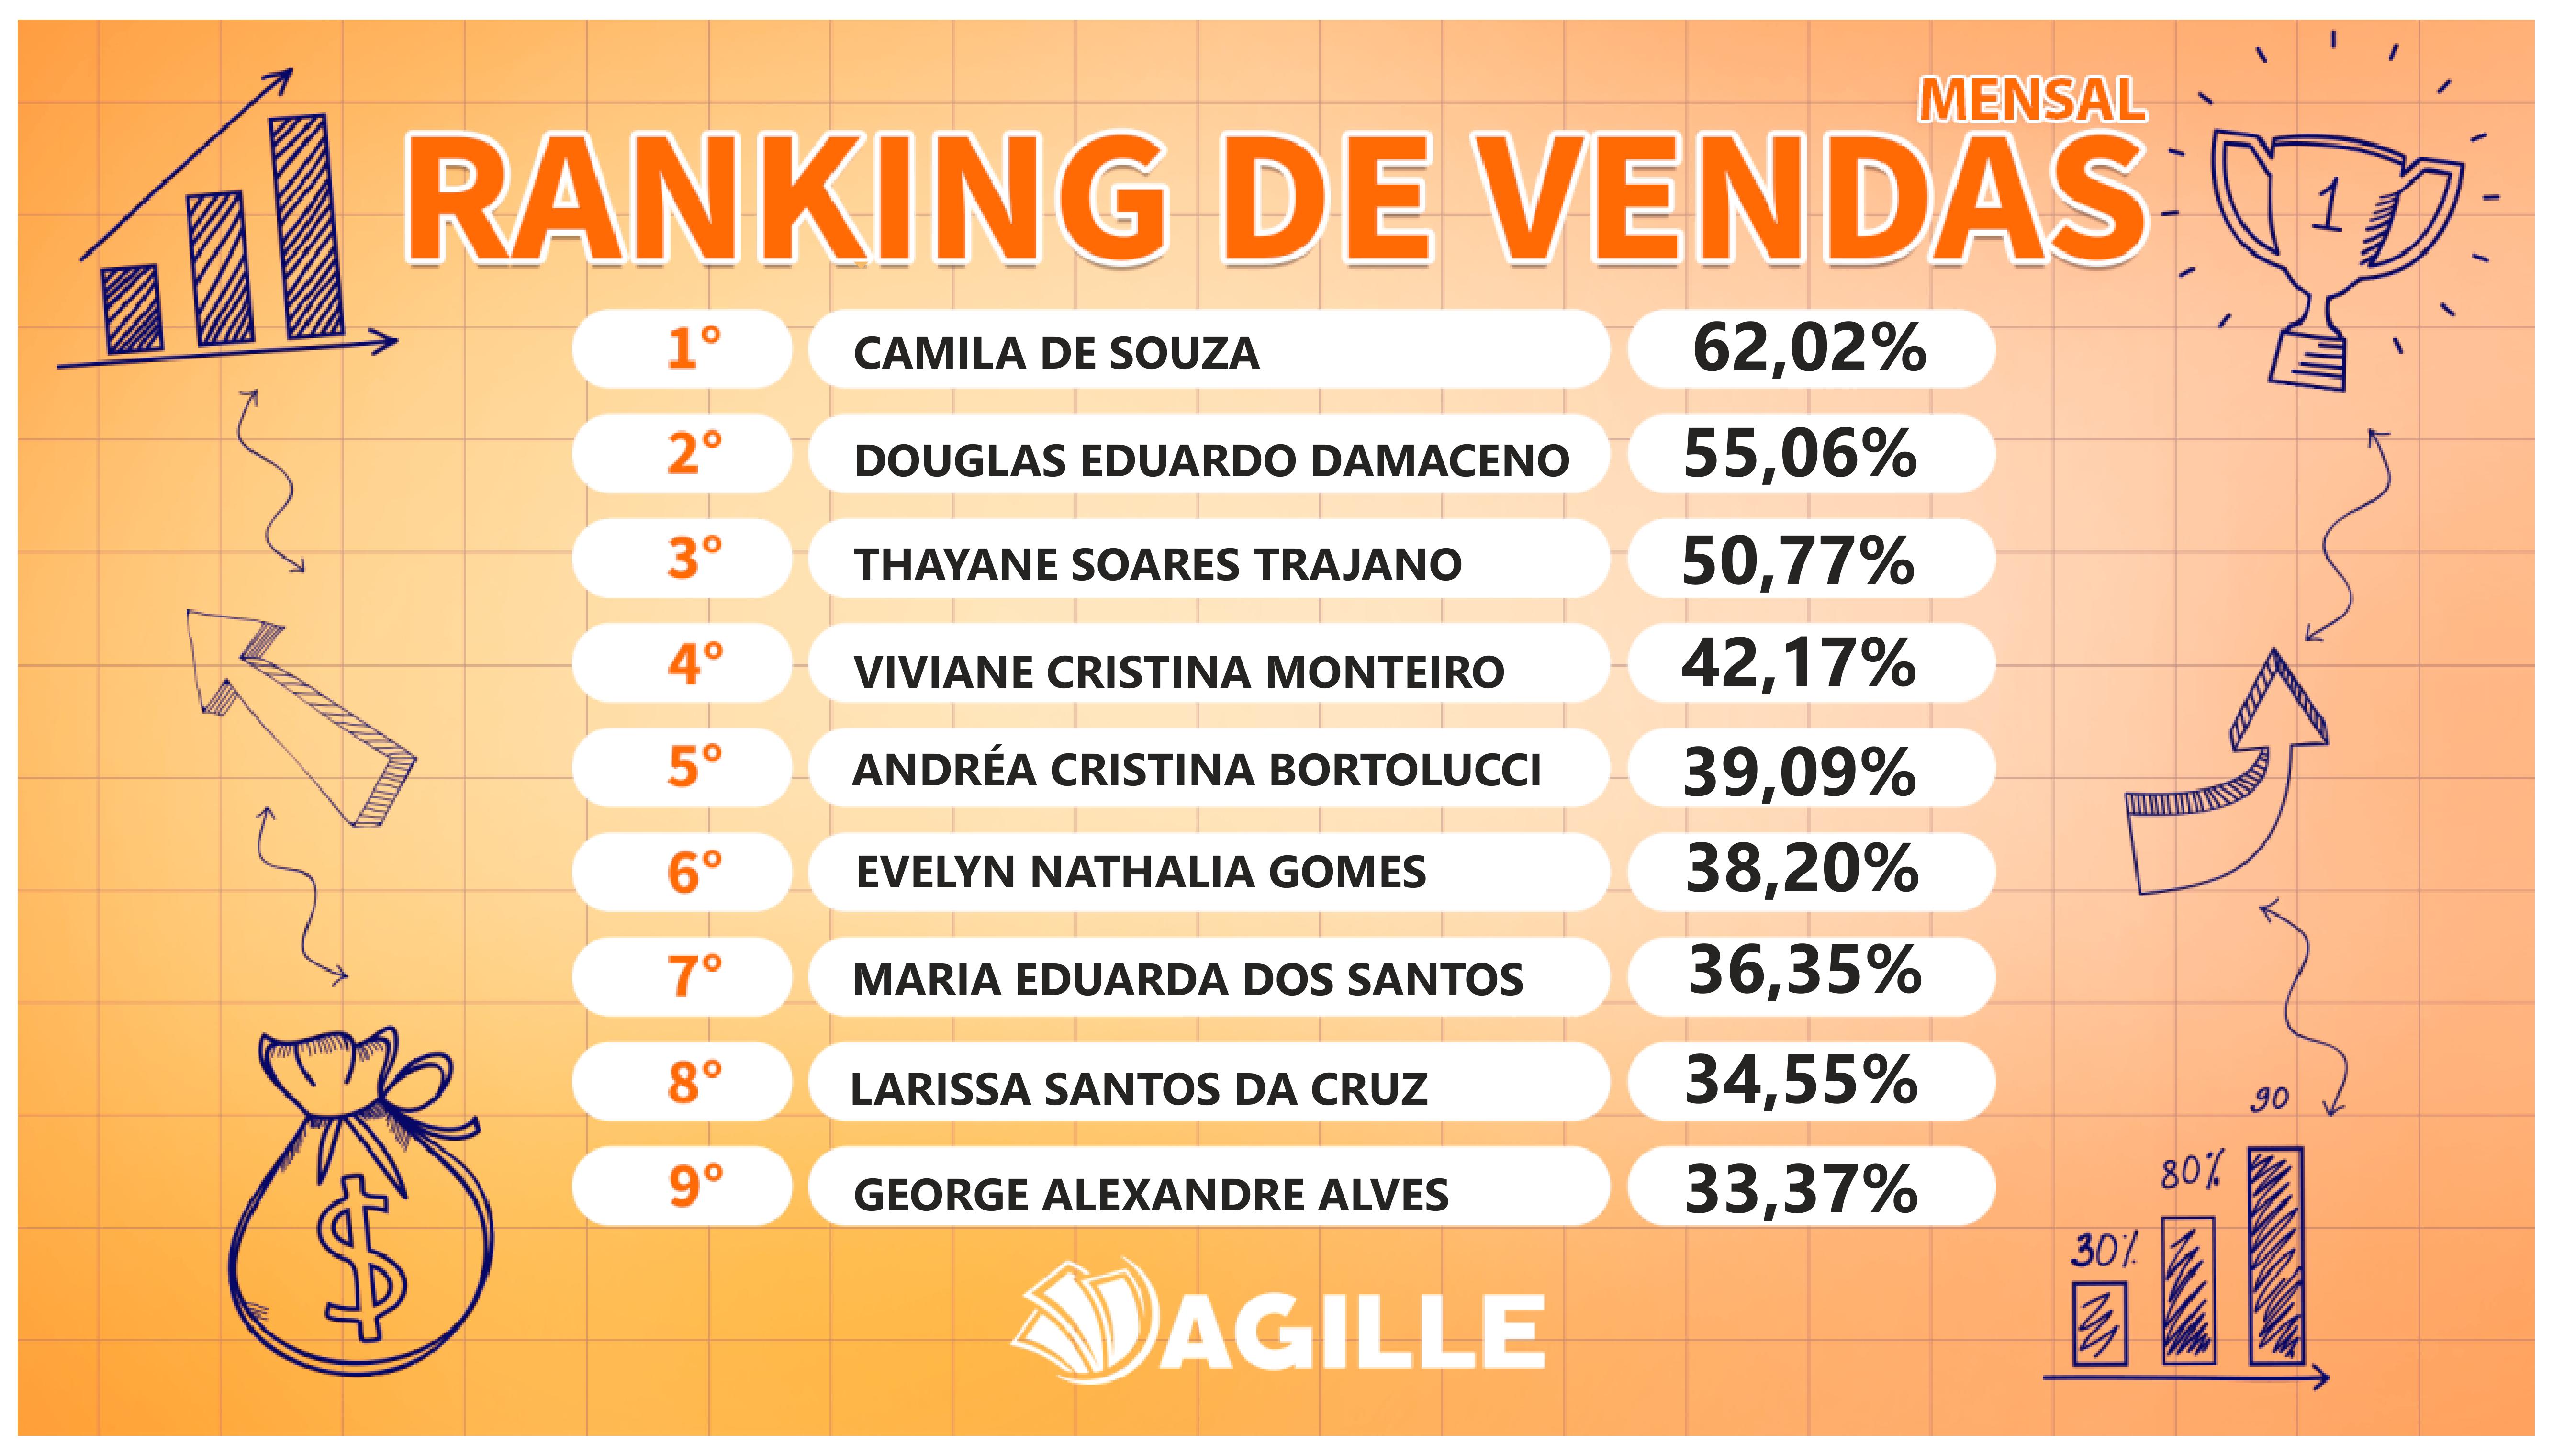 MENSAL
RANKING DE VENDAS
1
1° CAMILA DE SOUZA 62,02%
2° DOUGLAS EDUARDO DAMACENO 55,06%
3° THAYANE SOARES TRAJANO 50,77%
4° VIVIANE CRISTINA MONTEIRO 42,17%
5° ANDRÉA CRISTINA BORTOLUCCI 39,09%
6° EVELYN NATHALIA GOMES 38,20%
7° MARIA EDUARDA DOS SANTOS 36,35%
8° LARISSA SANTOS DA CRUZ 34,55%
9° GEORGE ALEXANDRE ALVES 33,37%
$
90
80%
30%
AGILLE